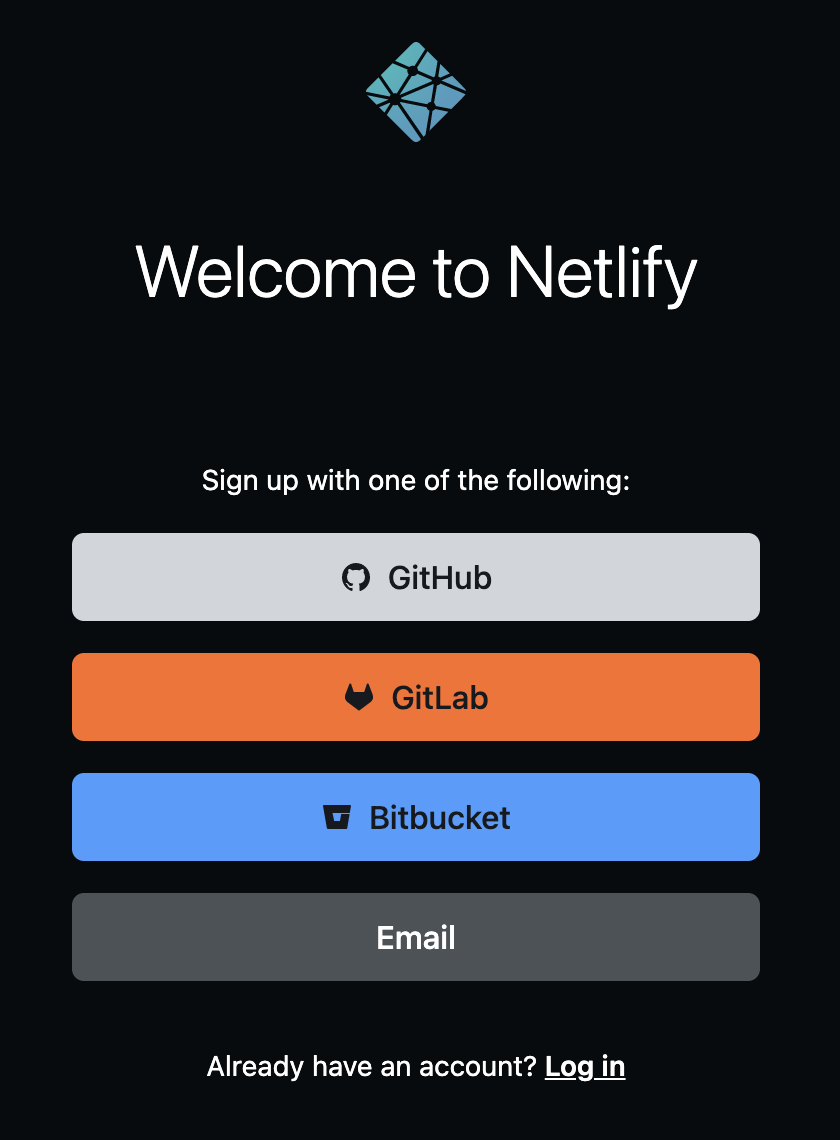 Welcome to Netlify
Sign up with one of the following:
GitHub
GitLab
Bitbucket
Email
Already have an account? Log in